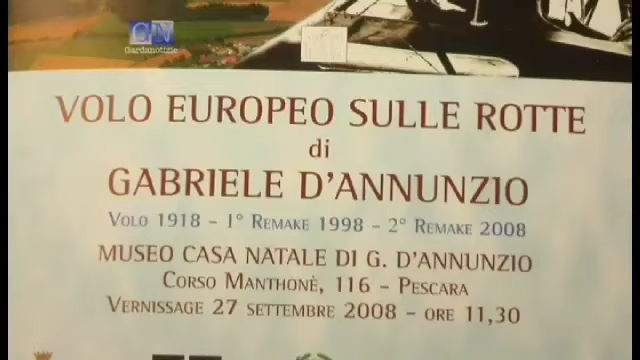 GN
Gardanotizie
VOLO EUROPEO SULLE ROTTE
di
GABRIELE D'ANNUNZIO
VOLO 1918 - 1° REMAKE 1998 - 2° REMAKE 2008
MUSEO CASA NATALE DI G. D'ANNUNZIO
CORSO MANTHONÈ, 116 - PESCARA
VERNISSAGE 27 SETTEMBRE 2008 - ORE 11,30